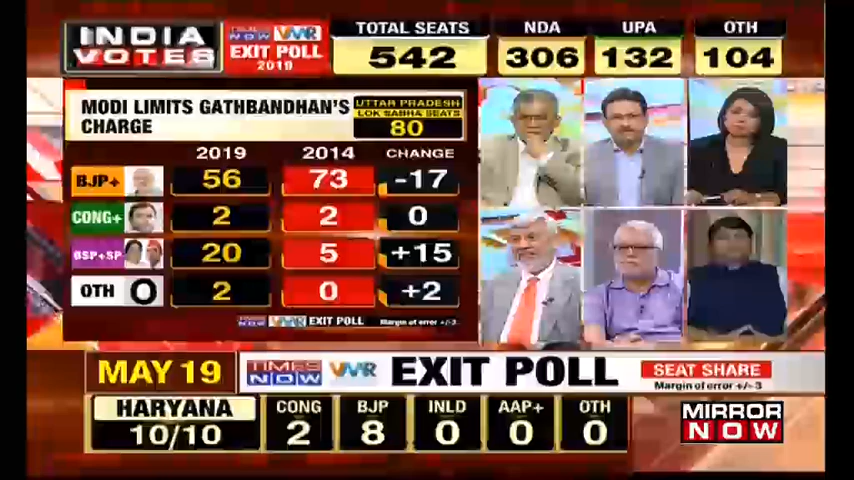 INDIA
VOTES
TIMES NOW VMR
EXIT POLL
2019
TOTAL SEATS
542
NDA
306
UPA
132
OTH
104
MODI LIMITS GATHBANDHAN'S
CHARGE
UTTAR PRADESH
LOK SABHA SEATS
80
2019 2014 CHANGE
BJP+ 56 73 -17
CONG+ 2 2 0
BSP+SP 20 5 +15
OTH 2 0 +2
TIMES NOW VMR EXIT POLL Margin of error +/-3
MAY 19
TIMES NOW VMR EXIT POLL
SEAT SHARE
Margin of error +/- 3
HARYANA
10/10
CONG
2
BJP
8
INLD
0
AAP+
0
OTH
0
MIRROR
NOW